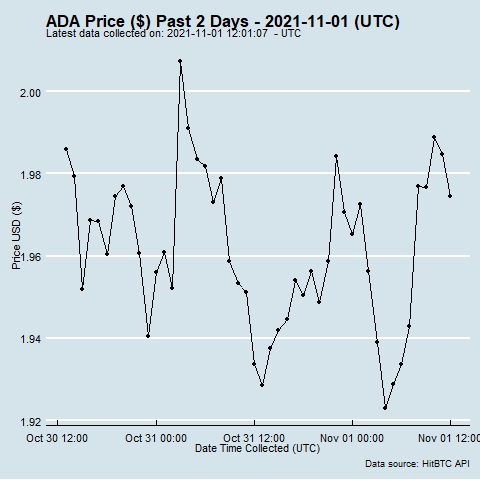 ADA Price ($) Past 2 Days - 2021-11-01 (UTC)
Latest data collected on: 2021-11-01 12:01:07  - UTC
Price USD ($)
2.00
1.98
1.96
1.94
1.92
Oct 30 12:00 Oct 31 00:00 Oct 31 12:00 Nov 01 00:00 Nov 01 12:00
Date Time Collected (UTC)
Data source: HitBTC API